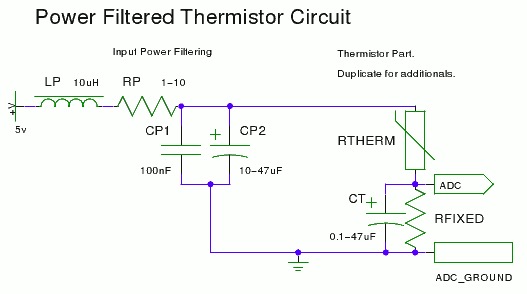 Power Filtered Thermistor Circuit
Input Power Filtering
Thermistor Part.
Duplicate for additionals.
LP 10uH RP 1-10
+V
5v
CP1 + CP2
100nF 10-47uF
RTHERM
ADC
CT +
RFIXED
0.1-47uF
ADC_GROUND